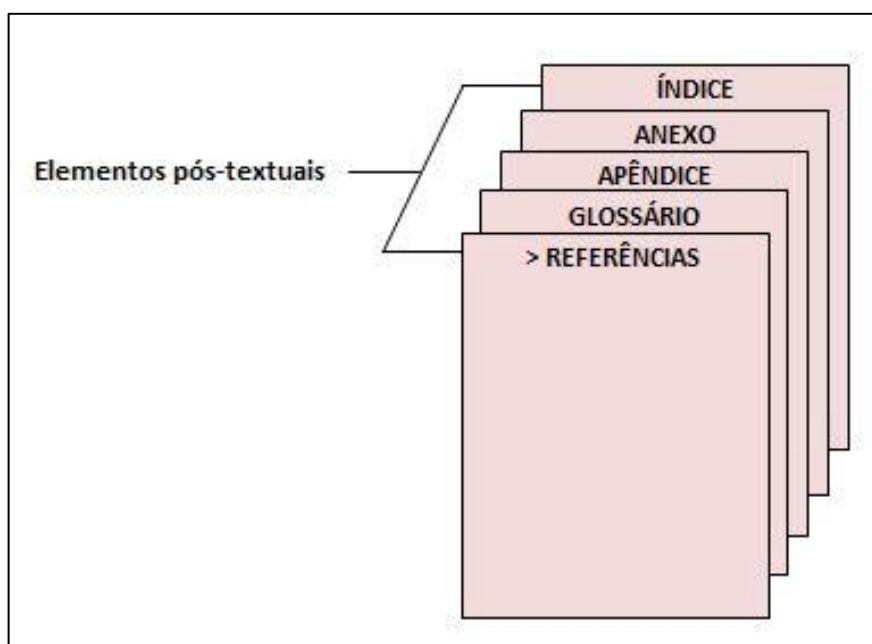 ÍNDICE
ANEXO
Elementos pós-textuais
APÊNDICE
GLOSSÁRIO
> REFERÊNCIAS